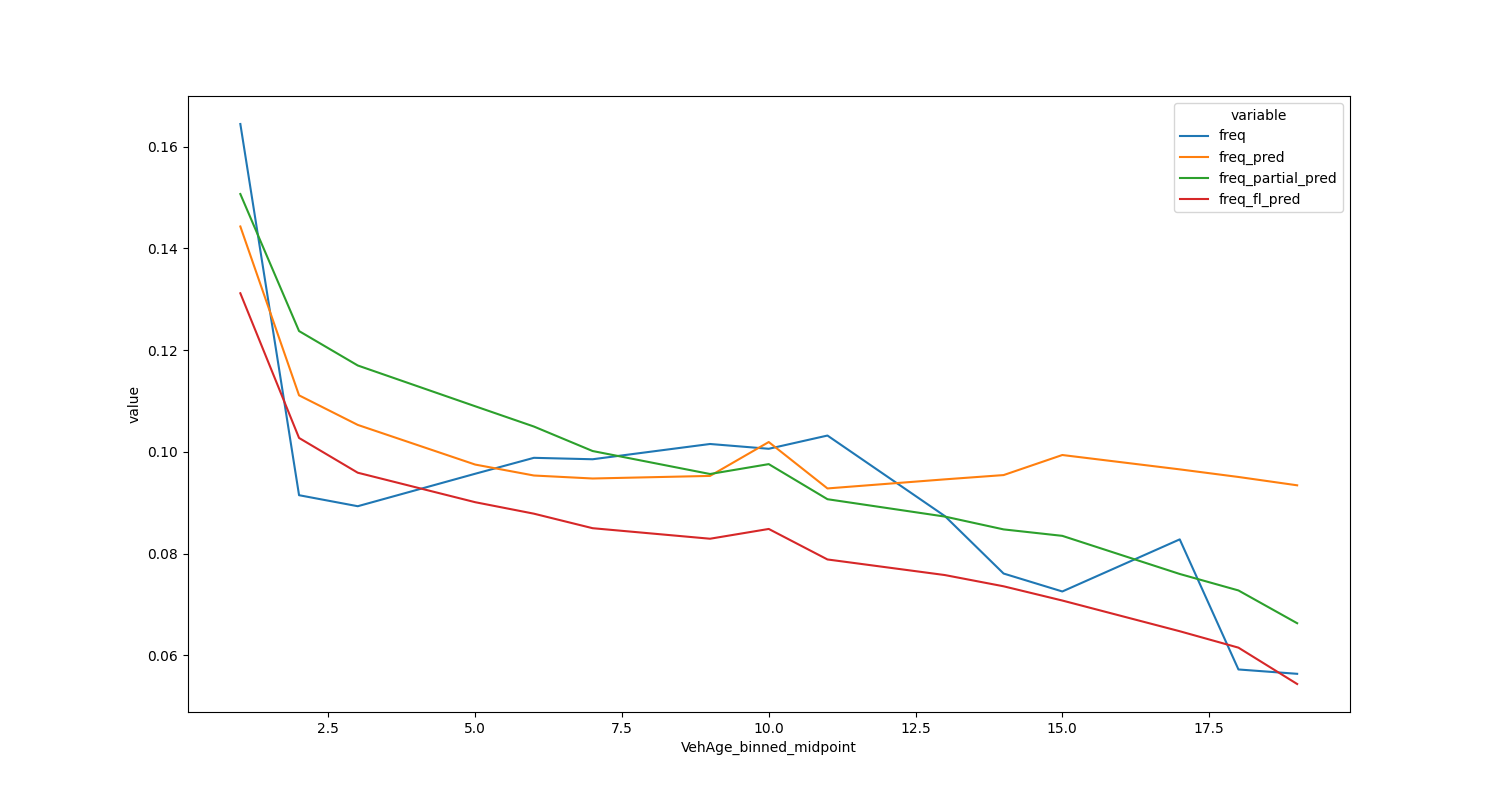 variable
freq
freq_pred
freq_partial_pred
freq_fl_pred
0.16
0.14
0.12
0.10
0.08
0.06
value
2.5
5.0
7.5
10.0
12.5
15.0
17.5
VehAge_binned_midpoint